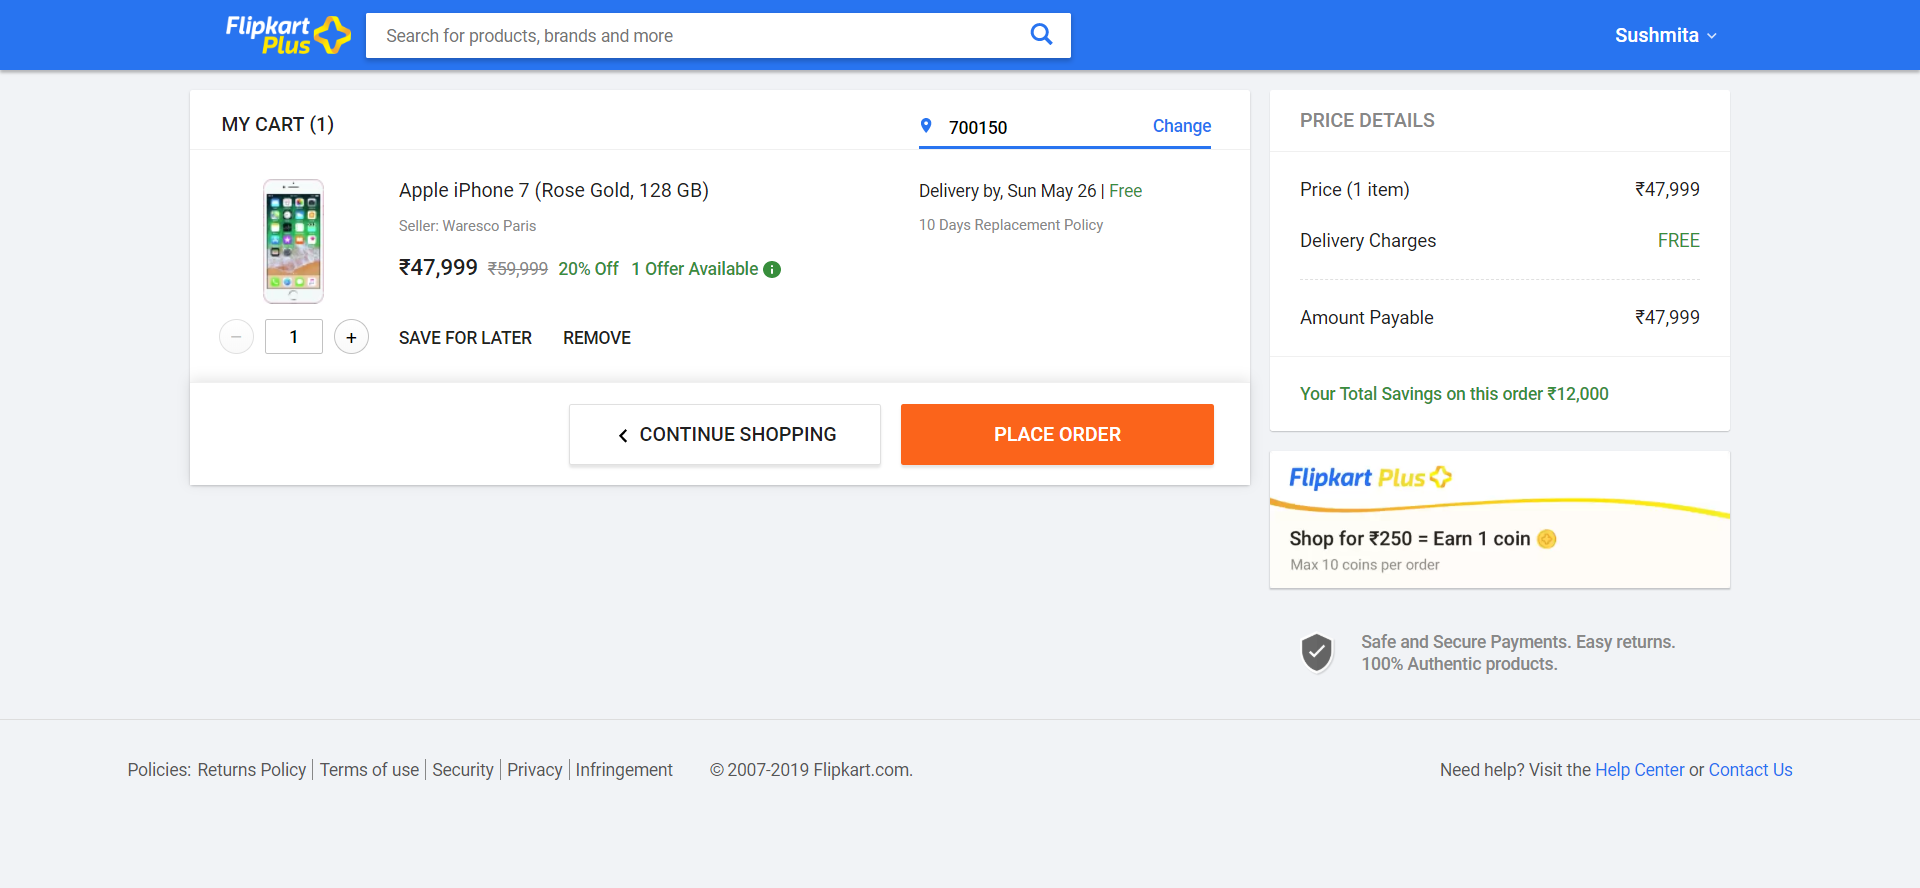 Flipkart
Plus
Search for products, brands and more
Sushmita
MY CART (1)
700150
Change
Apple iPhone 7 (Rose Gold, 128 GB)
Seller: Waresco Paris
₹47,999 ₹59,999 20% Off 1 Offer Available
Delivery by, Sun May 26 | Free
10 Days Replacement Policy
− 1 +
SAVE FOR LATER
REMOVE
CONTINUE SHOPPING
PLACE ORDER
PRICE DETAILS
Price (1 item) ₹47,999
Delivery Charges FREE
Amount Payable ₹47,999
Your Total Savings on this order ₹12,000
Flipkart Plus
Shop for ₹250 = Earn 1 coin
Max 10 coins per order
Safe and Secure Payments. Easy returns.
100% Authentic products.
Policies: Returns Policy | Terms of use | Security | Privacy | Infringement © 2007-2019 Flipkart.com.
Need help? Visit the Help Center or Contact Us